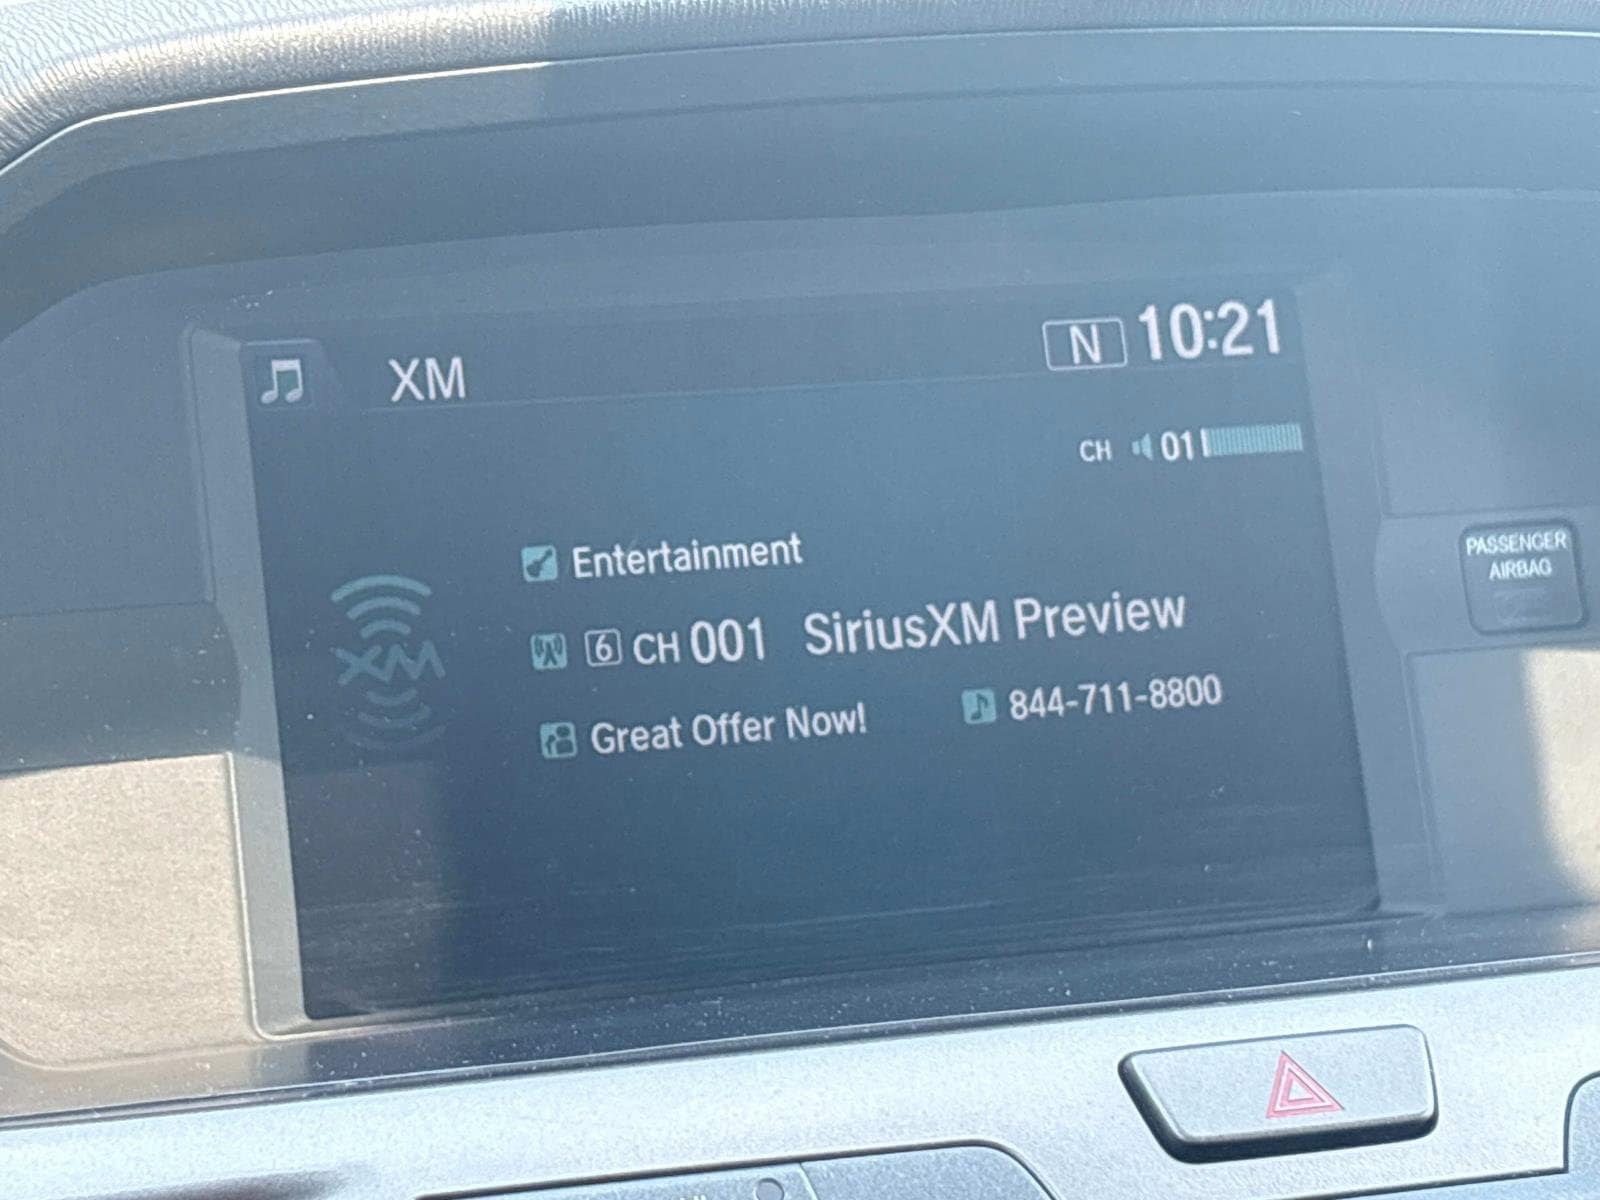 XM
N 10:21
CH 01
Entertainment
XM
6 CH 001 SiriusXM Preview
Great Offer Now! 844-711-8800
PASSENGER
AIRBAG